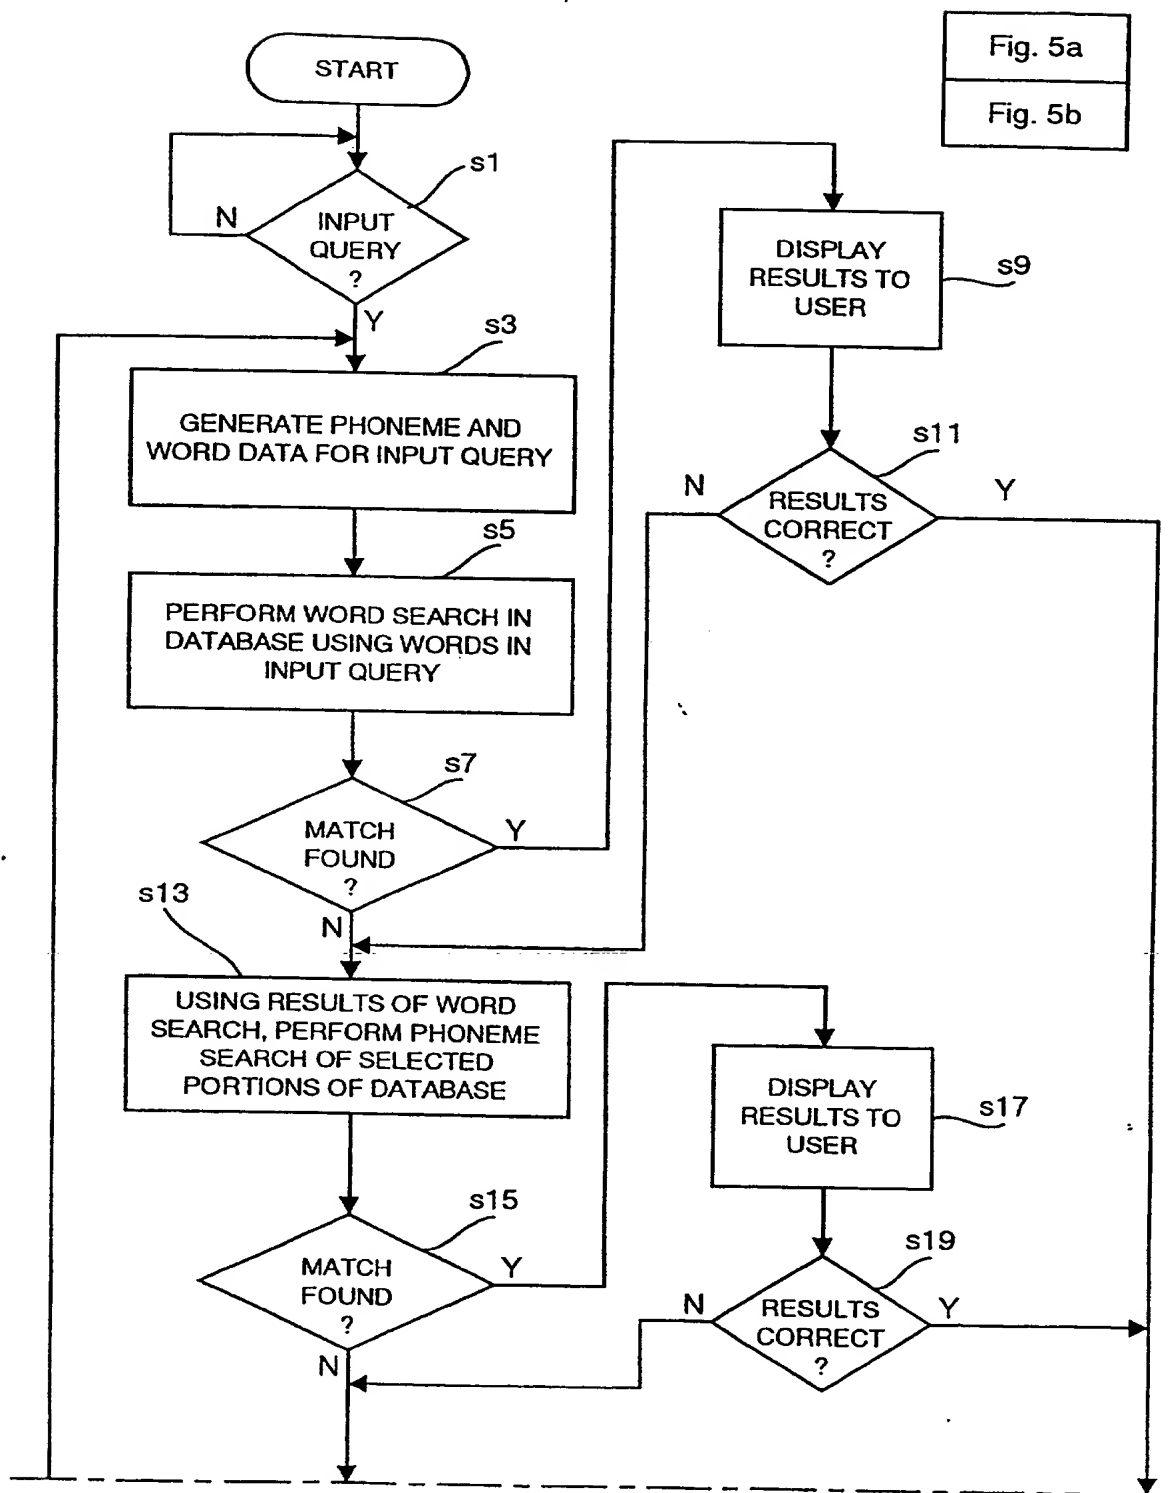 Fig. 5a
Fig. 5b
START
s1
N
INPUT
QUERY
?
Y
s3
GENERATE PHONEME AND
WORD DATA FOR INPUT QUERY
s5
PERFORM WORD SEARCH IN
DATABASE USING WORDS IN
INPUT QUERY
s7
MATCH
FOUND
?
Y
N
DISPLAY
RESULTS TO
USER
s9
s11
N
RESULTS
CORRECT
?
Y
s13
USING RESULTS OF WORD
SEARCH, PERFORM PHONEME
SEARCH OF SELECTED
PORTIONS OF DATABASE
s15
MATCH
FOUND
?
Y
N
DISPLAY
RESULTS TO
USER
s17
s19
N
RESULTS
CORRECT
?
Y